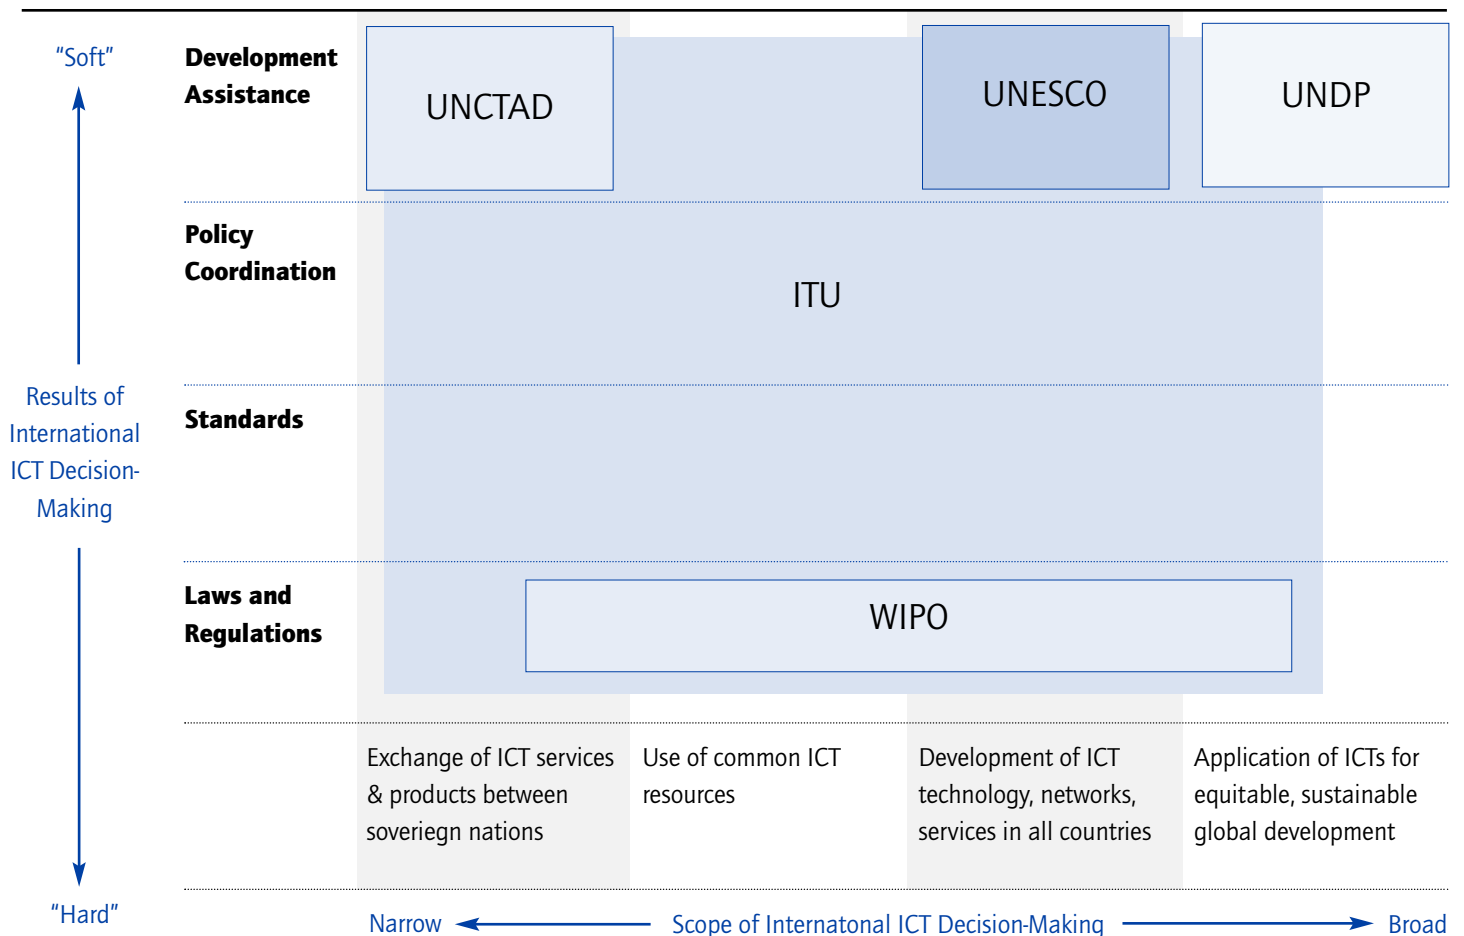 “Soft”
Development
Assistance
UNCTAD
UNESCO
UNDP
Policy
Coordination
ITU
Results of
International
ICT Decision-
Making
Standards
Laws and
Regulations
WIPO
Exchange of ICT services
& products between
soveriegn nations
Use of common ICT
resources
Development of ICT
technology, networks,
services in all countries
Application of ICTs for
equitable, sustainable
global development
“Hard”
Narrow
Scope of Internatonal ICT Decision-Making
Broad